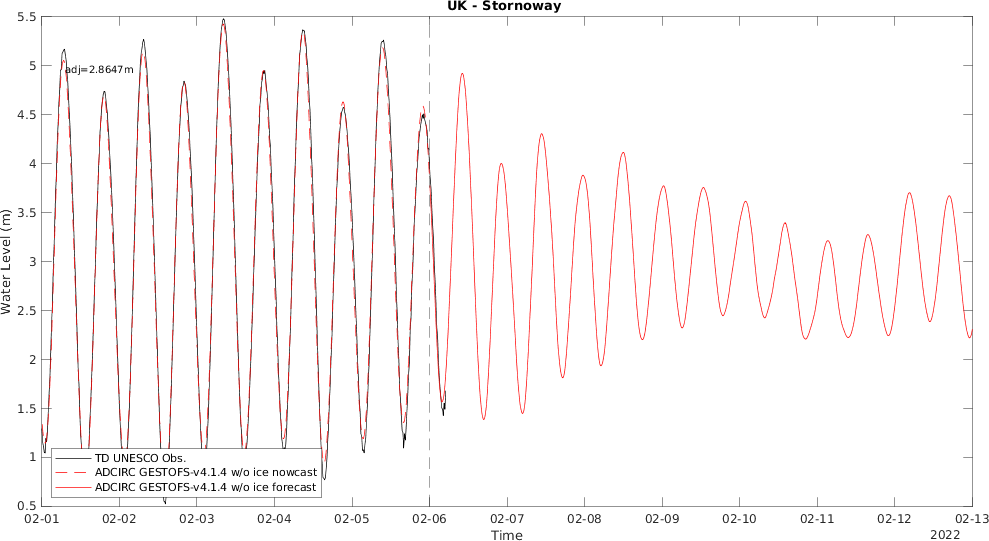 UK - Stornoway
adj=2.8647m
5.5
5
4.5
4
3.5
3
2.5
2
1.5
1
0.5
Water Level (m)
TD UNESCO Obs.
ADCIRC GESTOFS-v4.1.4 w/o ice nowcast
ADCIRC GESTOFS-v4.1.4 w/o ice forecast
02-01 02-02 02-03 02-04 02-05 02-06 02-07 02-08 02-09 02-10 02-11 02-12 02-13
Time
2022